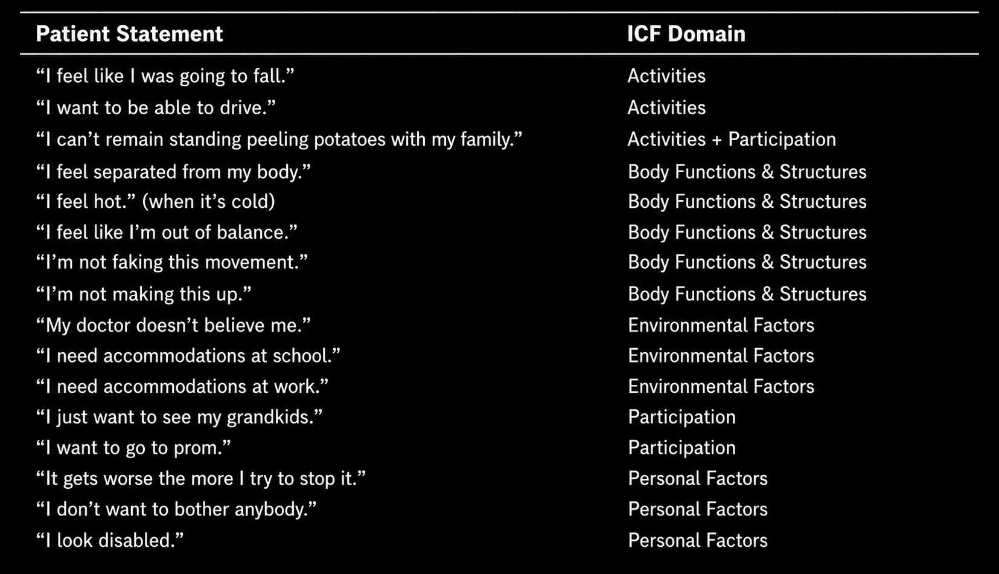 Patient Statement ICF Domain
“I feel like I was going to fall.” Activities
“I want to be able to drive.” Activities
“I can’t remain standing peeling potatoes with my family.” Activities + Participation
“I feel separated from my body.” Body Functions & Structures
“I feel hot.” (when it’s cold) Body Functions & Structures
“I feel like I’m out of balance.” Body Functions & Structures
“I’m not faking this movement.” Body Functions & Structures
“I’m not making this up.” Body Functions & Structures
“My doctor doesn’t believe me.” Environmental Factors
“I need accommodations at school.” Environmental Factors
“I need accommodations at work.” Environmental Factors
“I just want to see my grandkids.” Participation
“I want to go to prom.” Participation
“It gets worse the more I try to stop it.” Personal Factors
“I don’t want to bother anybody.” Personal Factors
“I look disabled.” Personal Factors